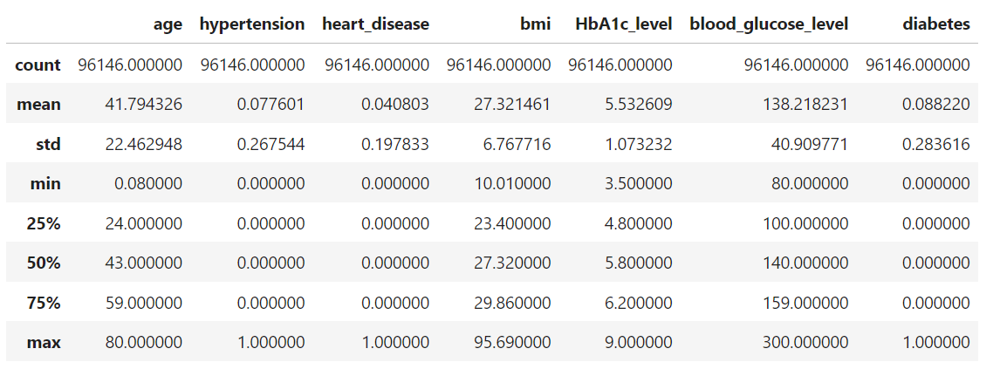 age hypertension heart_disease bmi HbA1c_level blood_glucose_level diabetes
count 96146.000000 96146.000000 96146.000000 96146.000000 96146.000000 96146.000000 96146.000000
mean 41.794326 0.077601 0.040803 27.321461 5.532609 138.218231 0.088220
std 22.462948 0.267544 0.197833 6.767716 1.073232 40.909771 0.283616
min 0.080000 0.000000 0.000000 10.010000 3.500000 80.000000 0.000000
25% 24.000000 0.000000 0.000000 23.400000 4.800000 100.000000 0.000000
50% 43.000000 0.000000 0.000000 27.320000 5.800000 140.000000 0.000000
75% 59.000000 0.000000 0.000000 29.860000 6.200000 159.000000 0.000000
max 80.000000 1.000000 1.000000 95.690000 9.000000 300.000000 1.000000